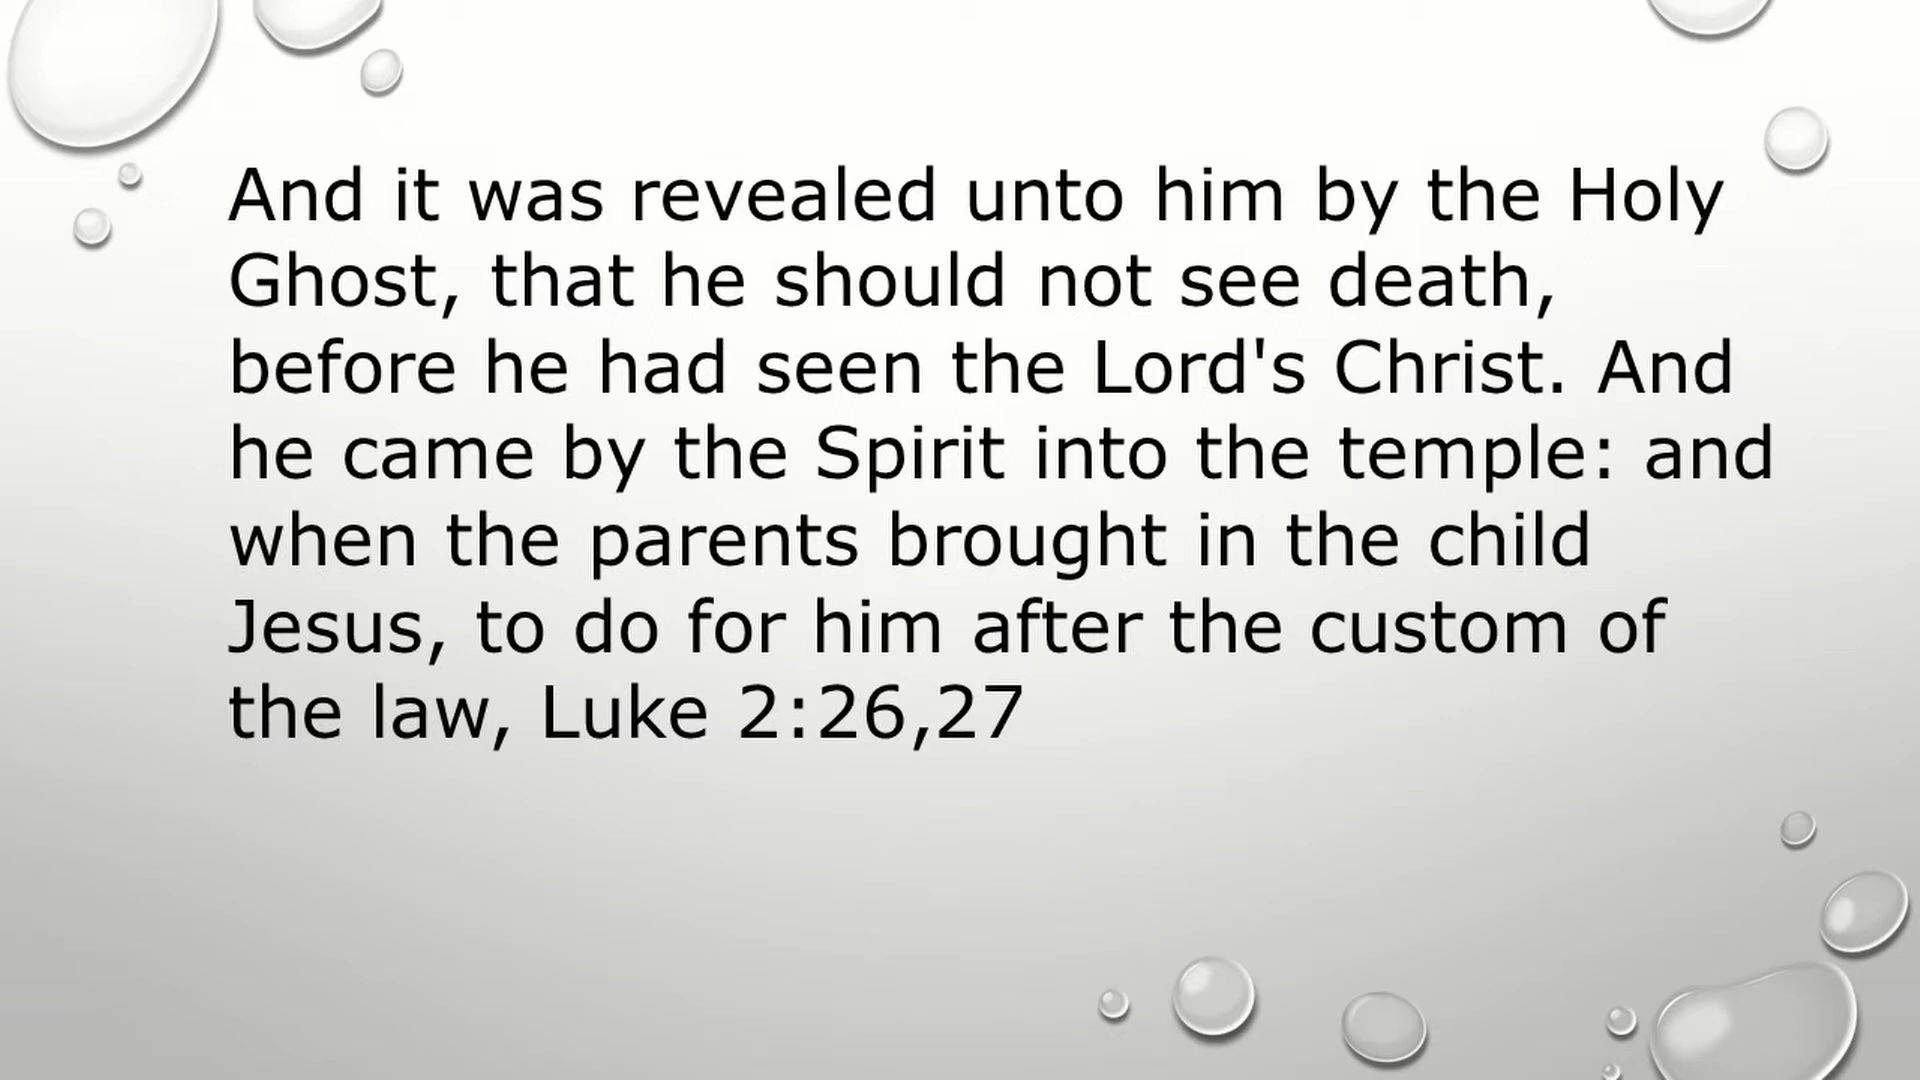 And it was revealed unto him by the Holy
Ghost, that he should not see death,
before he had seen the Lord's Christ. And
he came by the Spirit into the temple: and
when the parents brought in the child
Jesus, to do for him after the custom of
the law, Luke 2:26,27